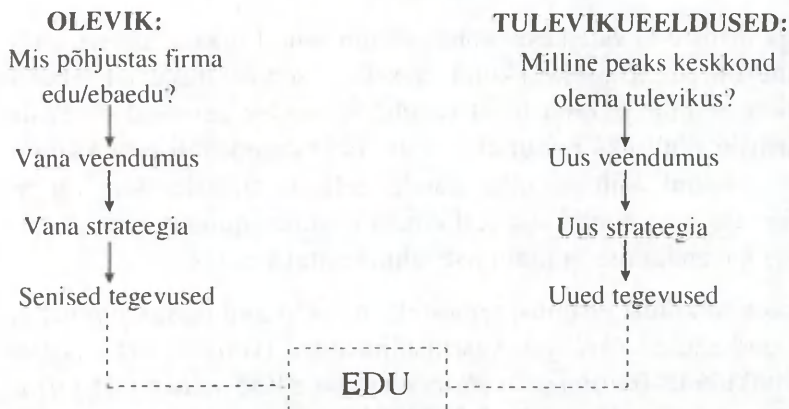 OLEVIK:
Mis põhjustas firma
edu/ebaedu?
Vana veendumus
Vana strateegia
Senised tegevused
TULEVIKUEELDUSED:
Milline peaks keskkond
olema tulevikus?
Uus veendumus
Uus strateegia
Uued tegevused
EDU